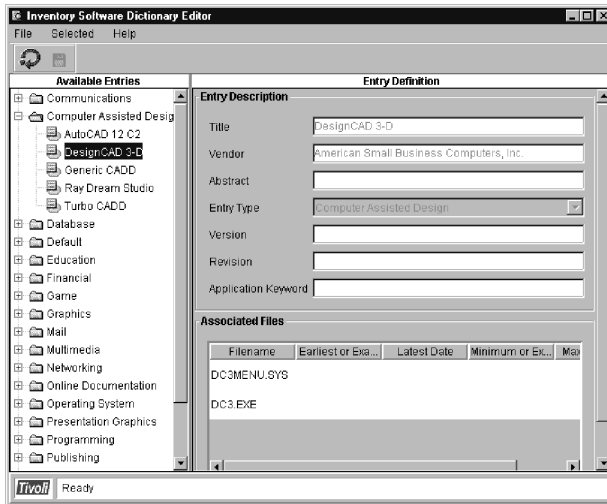 Inventory Software Dictionary Editor
File Selected Help
Available Entries
Communications
Computer Assisted Desig
AutoCAD 12 C2
DesignCAD 3-D
Generic CADD
Ray Dream Studio
Turbo CADD
Database
Default
Education
Financial
Game
Graphics
Mail
Multimedia
Networking
Online Documentation
Operating System
Presentation Graphics
Programming
Publishing
Entry Definition
Entry Description
Title DesignCAD 3-D
Vendor American Small Business Computers, Inc.
Abstract
Entry Type Computer Assisted Design
Version
Revision
Application Keyword
Associated Files
Filename Earliest or Exa... Latest Date Minimum or Ex... Max
DC3MENU.SYS
DC3.EXE
Tivoli Ready